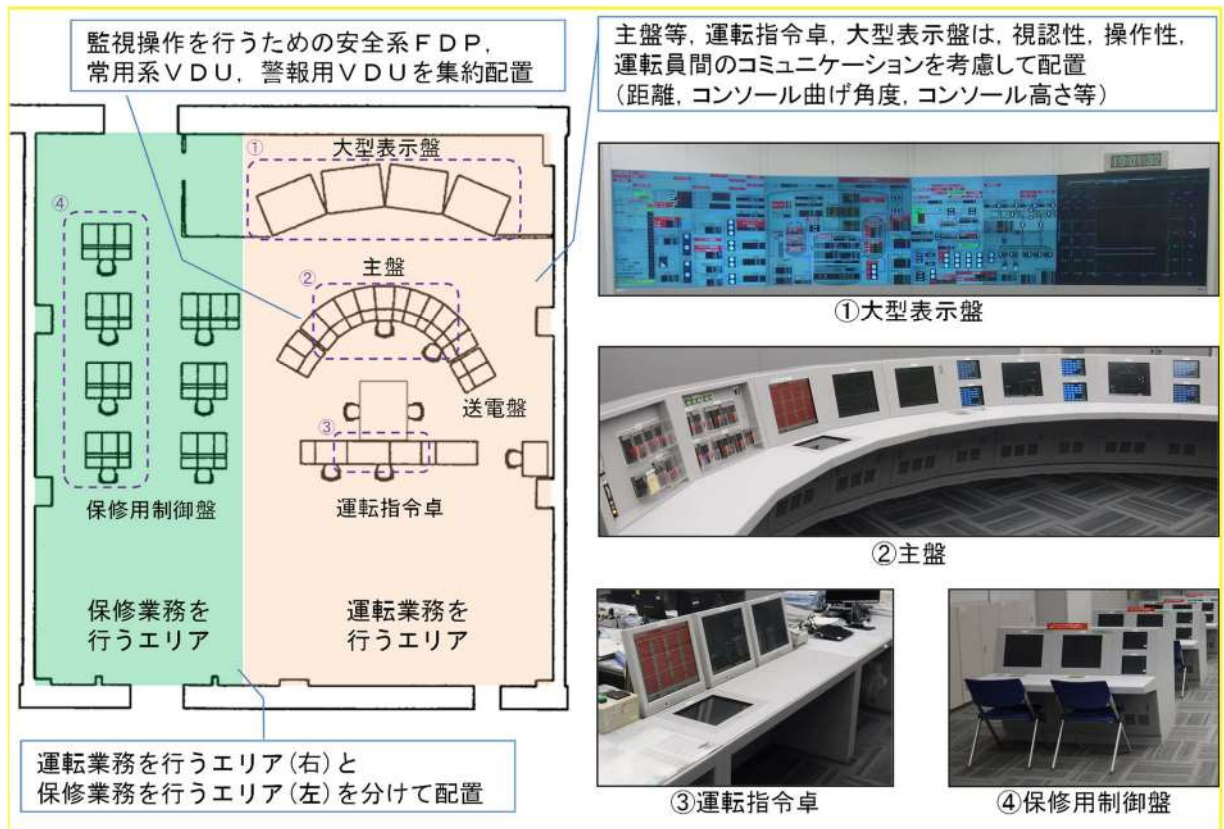 監視操作を行うための安全系FDP,
常用系VDU, 警報用VDUを集約配置
主盤等, 運転指令卓, 大型表示盤は, 視認性, 操作性,
運転員間のコミュニケーションを考慮して配置
(距離, コンソール曲げ角度, コンソール高さ等)
①
大型表示盤
④
主盤
②
送電盤
③
保修用制御盤
運転指令卓
保修業務を
行うエリア
運転業務を
行うエリア
運転業務を行うエリア(右)と
保修業務を行うエリア(左)を分けて配置
19:01:32
①大型表示盤
②主盤
③運転指令卓
④保修用制御盤